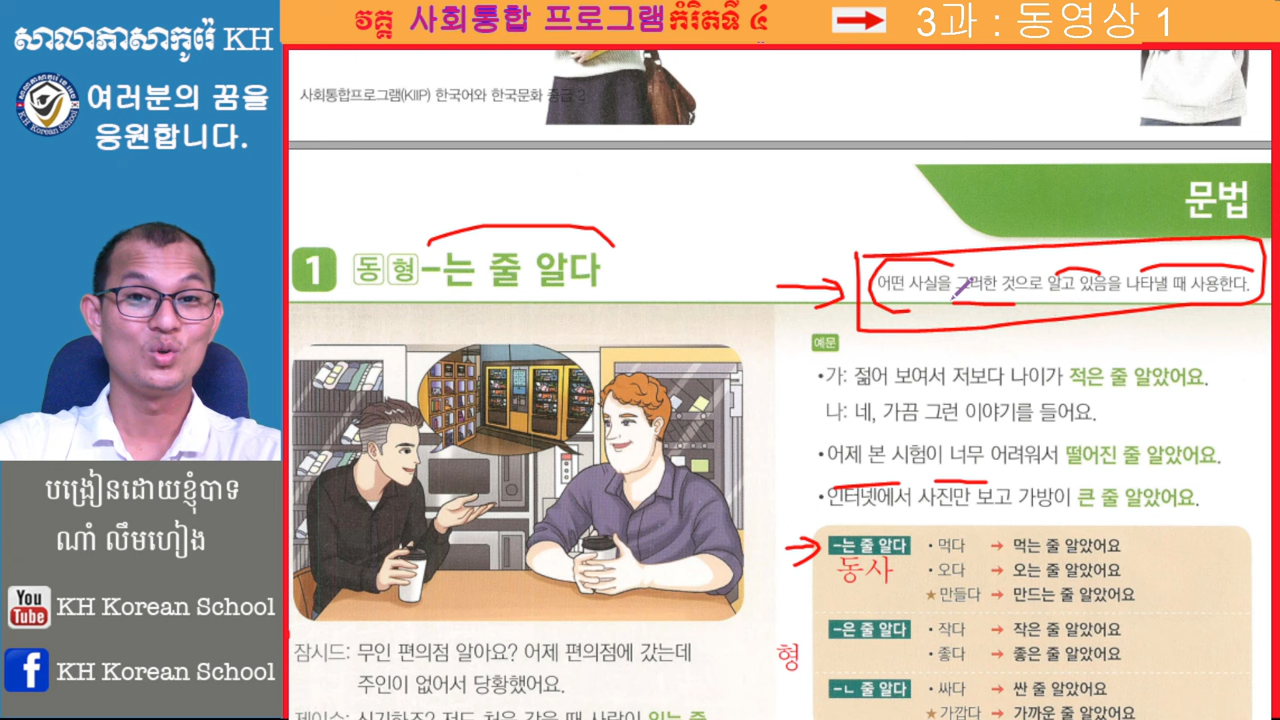 សាលាភាសាកូរ៉េ KH
여러분의 꿈을
응원합니다.
បង្រៀនដោយខ្ញុំបាទ
ណាំ លឹមហៀង
You Tube KH Korean School
f KH Korean School
វគ្គ 사회통합 프로그램កំរិតទី ៤
3과 : 동영상 1
사회통합프로그램(KIIP) 한국어와 한국문화 중급 2
문법
1 동 형 -는 줄 알다
어떤 사실을 그러한 것으로 알고 있음을 나타낼 때 사용한다.
예문
•가: 젊어 보여서 저보다 나이가 적은 줄 알았어요.
나: 네, 가끔 그런 이야기를 들어요.
•어제 본 시험이 너무 어려워서 떨어진 줄 알았어요.
•인터넷에서 사진만 보고 가방이 큰 줄 알았어요.
-는 줄 알다 •먹다 → 먹는 줄 알았어요
동사 •오다 → 오는 줄 알았어요
★만들다 → 만드는 줄 알았어요
-은 줄 알다 •작다 → 작은 줄 알았어요
형 •좋다 → 좋은 줄 알았어요
-ㄴ 줄 알다 •싸다 → 싼 줄 알았어요
★가깝다 → 가까운 줄 알았어요
잠시드: 무인 편의점 알아요? 어제 편의점에 갔는데
주인이 없어서 당황했어요.